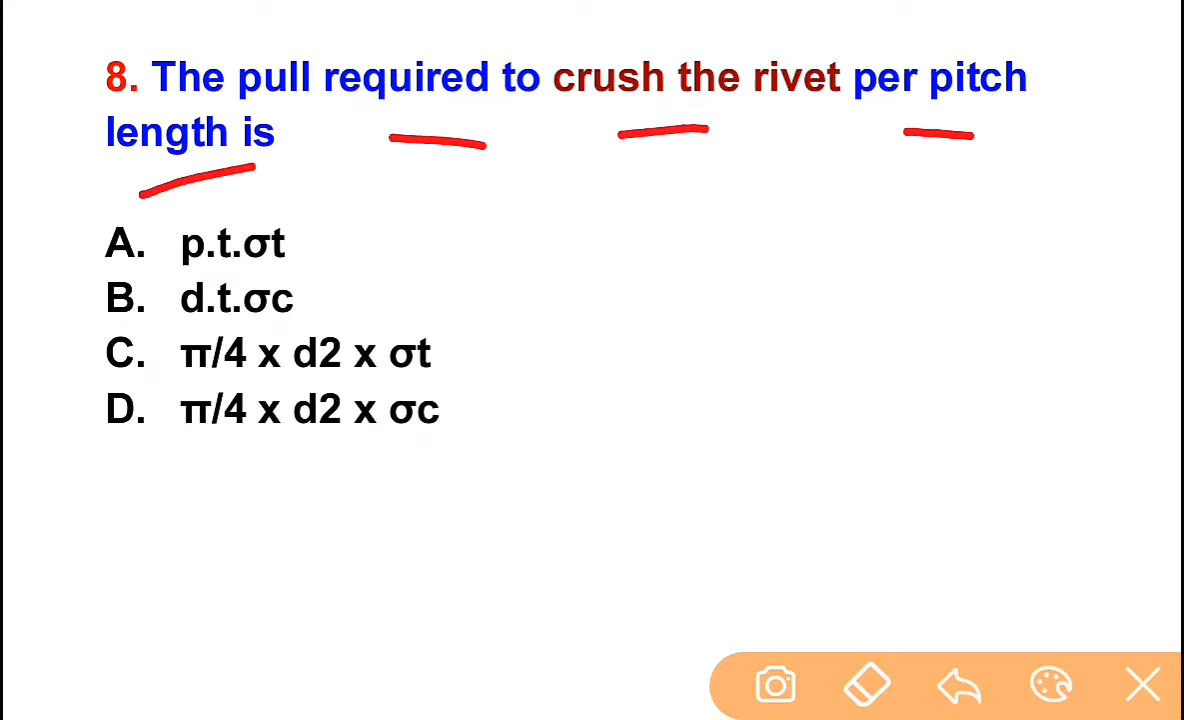 8. The pull required to crush the rivet per pitch
length is
A. p.t.σt
B. d.t.σc
C. π/4 x d2 x σt
D. π/4 x d2 x σc